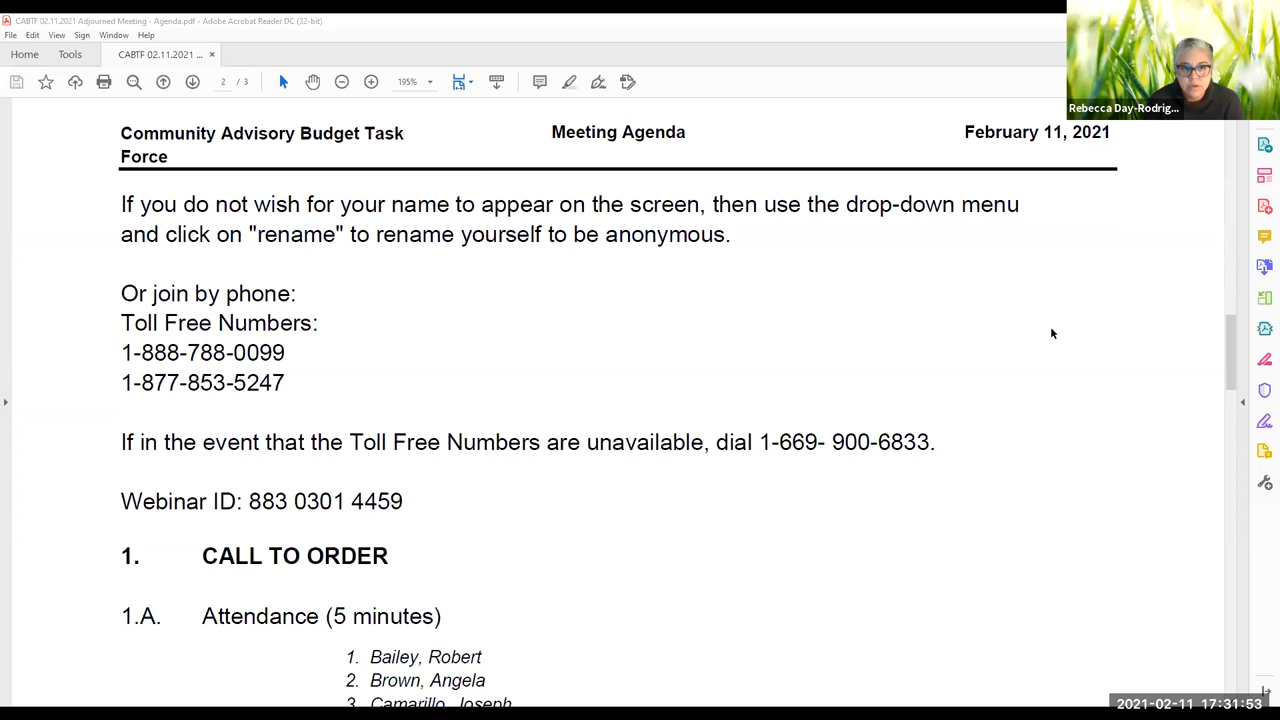 CABTF 02.11.2021 Adjourned Meeting - Agenda.pdf - Adobe Acrobat Reader DC (32-bit)
File Edit View Sign Window Help
Home Tools CABTF 02.11.2021 ... ×
2 / 3 195%
Rebecca Day-Rodrig...
Community Advisory Budget Task Force
Meeting Agenda
February 11, 2021
If you do not wish for your name to appear on the screen, then use the drop-down menu
and click on "rename" to rename yourself to be anonymous.
Or join by phone:
Toll Free Numbers:
1-888-788-0099
1-877-853-5247
If in the event that the Toll Free Numbers are unavailable, dial 1-669- 900-6833.
Webinar ID: 883 0301 4459
1. CALL TO ORDER
1.A. Attendance (5 minutes)
1. Bailey, Robert
2. Brown, Angela
3. Camarillo, Joseph
2021-02-11 17:31:53